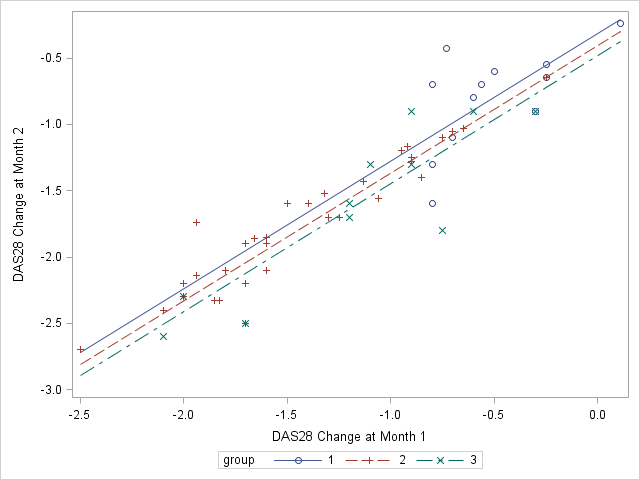 -0.5
-1.0
-1.5
-2.0
-2.5
-3.0
DAS28 Change at Month 2
-2.5 -2.0 -1.5 -1.0 -0.5 0.0
DAS28 Change at Month 1
group 1 2 3